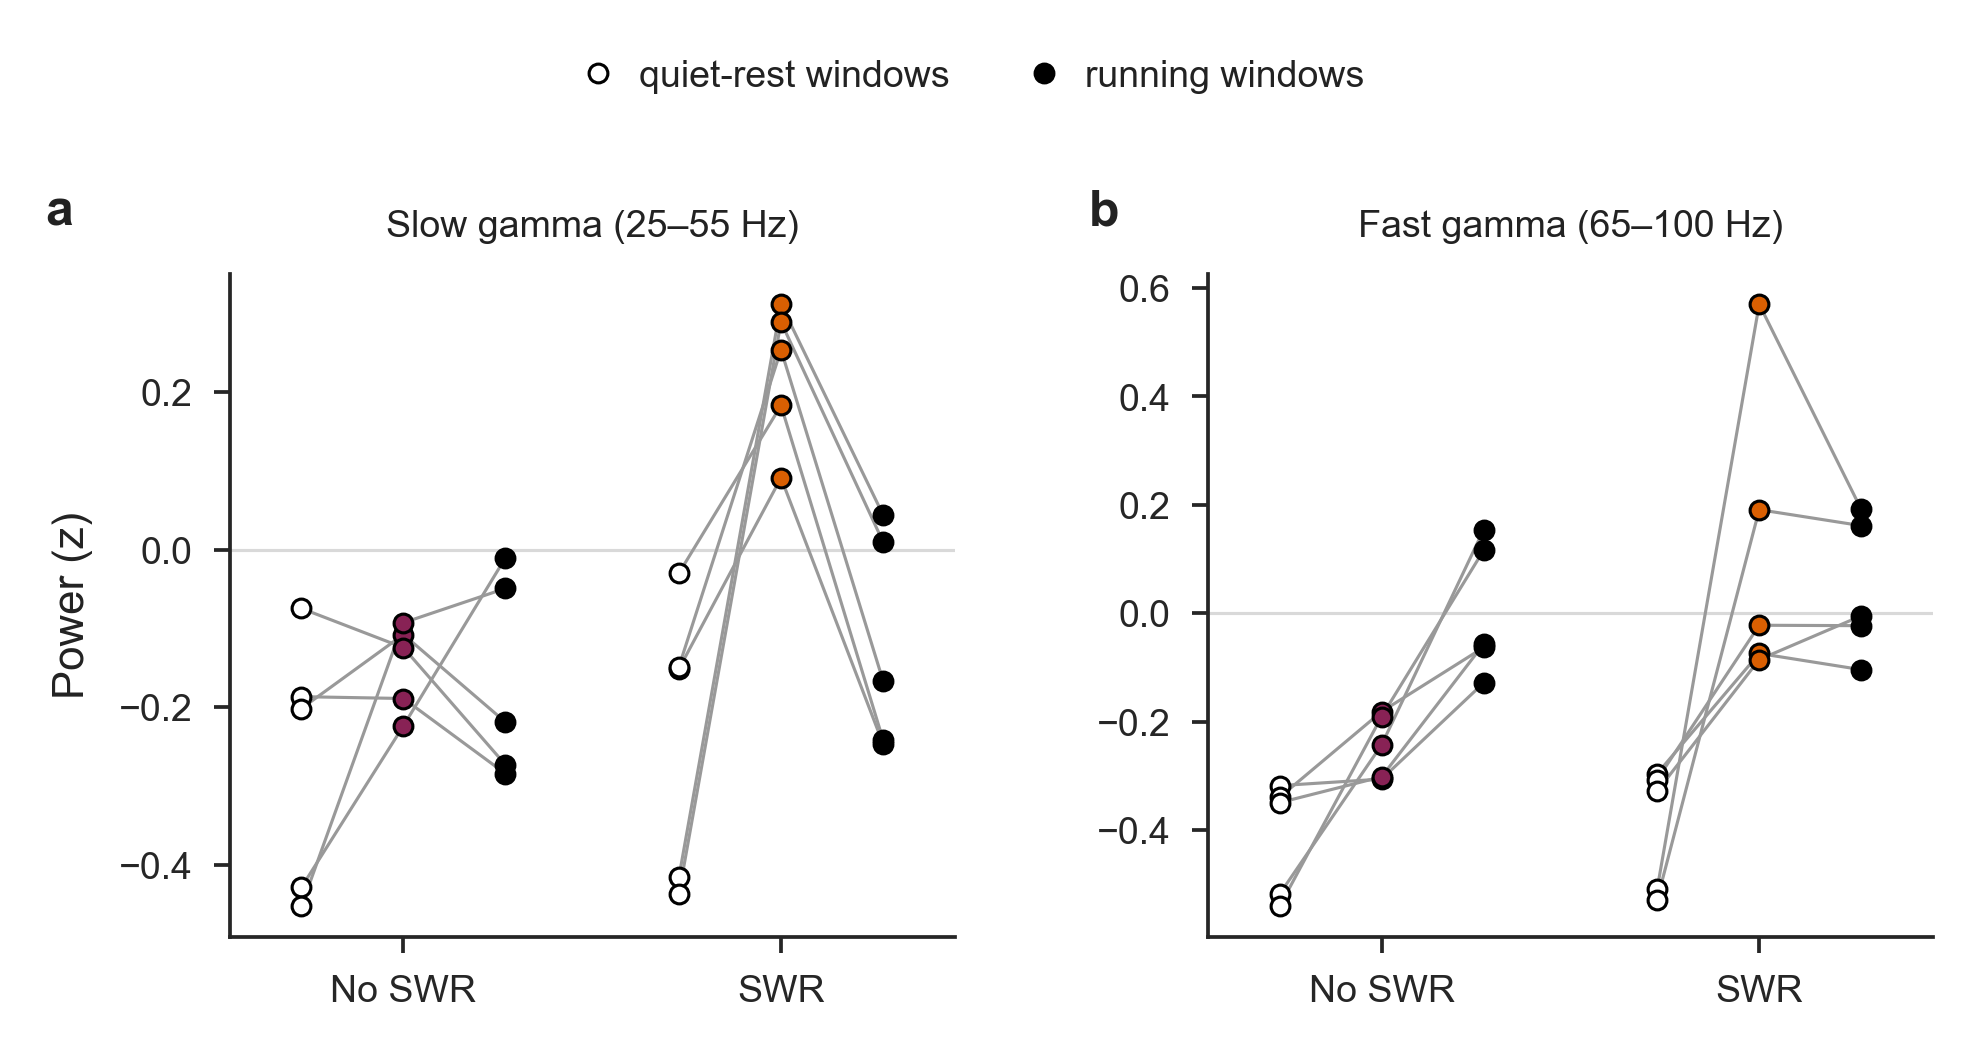 quiet-rest windows
running windows
a
Slow gamma (25–55 Hz)
Power (z)
0.2
0.0
−0.2
−0.4
No SWR
SWR
b
Fast gamma (65–100 Hz)
0.6
0.4
0.2
0.0
−0.2
−0.4
No SWR
SWR